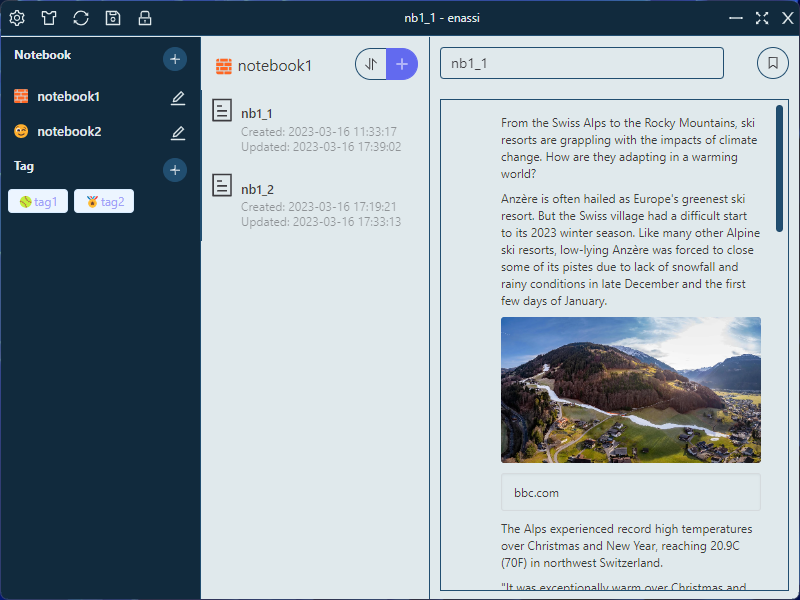 nb1_1 - enassi
Notebook
notebook1
notebook2
Tag
tag1
tag2
notebook1
nb1_1
Created: 2023-03-16 11:33:17
Updated: 2023-03-16 17:39:02
nb1_2
Created: 2023-03-16 17:19:21
Updated: 2023-03-16 17:33:13
nb1_1
From the Swiss Alps to the Rocky Mountains, ski
resorts are grappling with the impacts of climate
change. How are they adapting in a warming
world?
Anzère is often hailed as Europe's greenest ski
resort. But the Swiss village had a difficult start
to its 2023 winter season. Like many other Alpine
ski resorts, low-lying Anzère was forced to close
some of its pistes due to lack of snowfall and
rainy conditions in late December and the first
few days of January.
bbc.com
The Alps experienced record high temperatures
over Christmas and New Year, reaching 20.9C
(70F) in northwest Switzerland.
"It was exceptionally warm over Christmas and